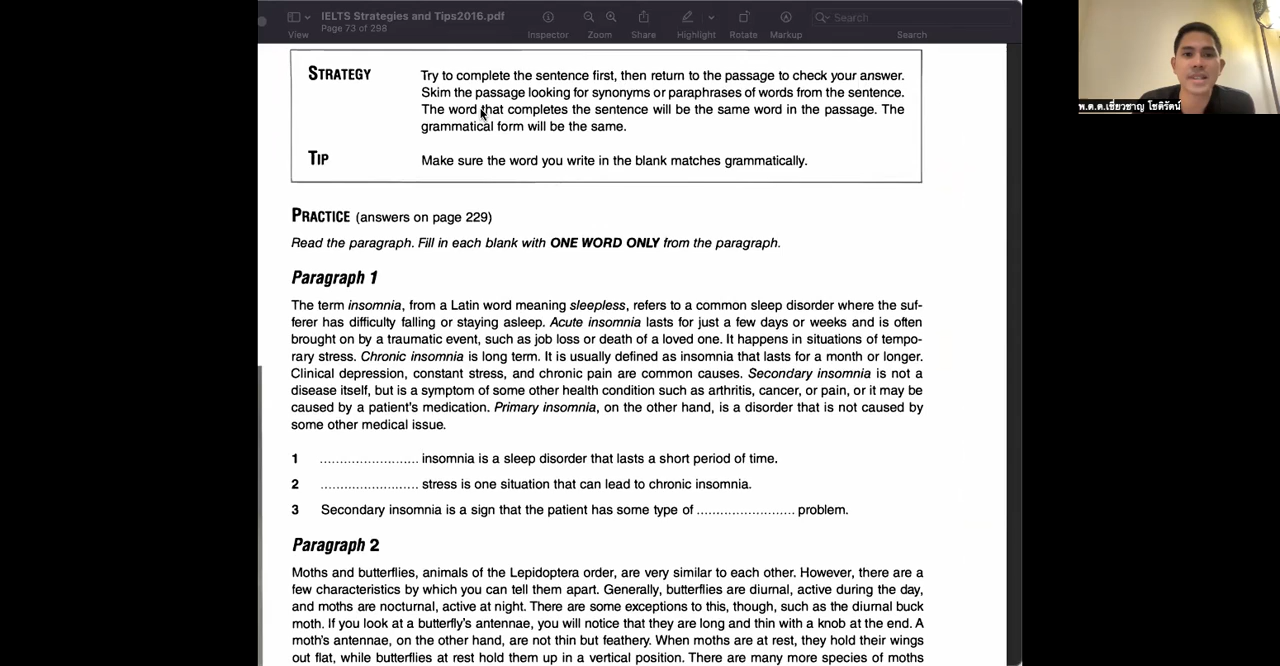 IELTS Strategies and Tips2016.pdf
Page 73 of 298
View
Inspector
Zoom
Share
Highlight
Rotate
Markup
Search
Search
พ.ต.ต.เชี่ยวชาญ โชติรัตน์
STRATEGY Try to complete the sentence first, then return to the passage to check your answer.
Skim the passage looking for synonyms or paraphrases of words from the sentence.
The word that completes the sentence will be the same word in the passage. The
grammatical form will be the same.
TIP Make sure the word you write in the blank matches grammatically.
PRACTICE (answers on page 229)
Read the paragraph. Fill in each blank with ONE WORD ONLY from the paragraph.
Paragraph 1
The term insomnia, from a Latin word meaning sleepless, refers to a common sleep disorder where the suf-
ferer has difficulty falling or staying asleep. Acute insomnia lasts for just a few days or weeks and is often
brought on by a traumatic event, such as job loss or death of a loved one. It happens in situations of tempo-
rary stress. Chronic insomnia is long term. It is usually defined as insomnia that lasts for a month or longer.
Clinical depression, constant stress, and chronic pain are common causes. Secondary insomnia is not a
disease itself, but is a symptom of some other health condition such as arthritis, cancer, or pain, or it may be
caused by a patient's medication. Primary insomnia, on the other hand, is a disorder that is not caused by
some other medical issue.
1 ......................... insomnia is a sleep disorder that lasts a short period of time.
2 ......................... stress is one situation that can lead to chronic insomnia.
3 Secondary insomnia is a sign that the patient has some type of ......................... problem.
Paragraph 2
Moths and butterflies, animals of the Lepidoptera order, are very similar to each other. However, there are a
few characteristics by which you can tell them apart. Generally, butterflies are diurnal, active during the day,
and moths are nocturnal, active at night. There are some exceptions to this, though, such as the diurnal buck
moth. If you look at a butterfly's antennae, you will notice that they are long and thin with a knob at the end. A
moth's antennae, on the other hand, are not thin but feathery. When moths are at rest, they hold their wings
out flat, while butterflies at rest hold them up in a vertical position. There are many more species of moths